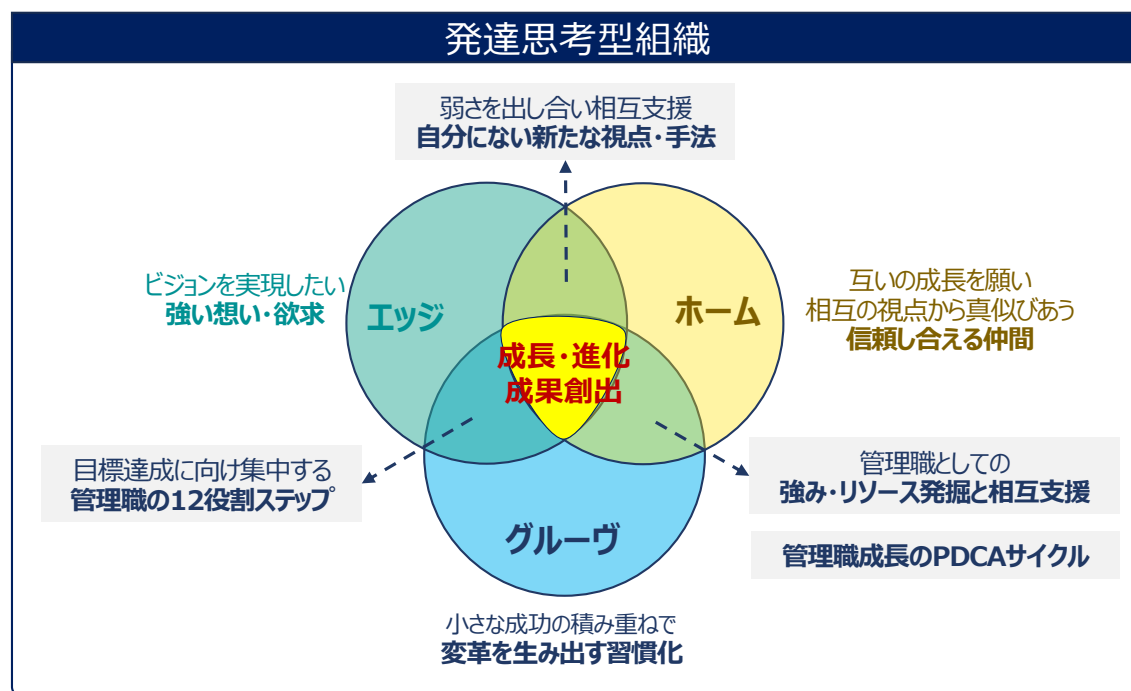 発達思考型組織
弱さを出し合い相互支援
自分にない新たな視点・手法
ビジョンを実現したい
強い想い・欲求
エッジ
ホーム
互いの成長を願い
相互の視点から真似びあう
信頼し合える仲間
成長・進化
成果創出
目標達成に向け集中する
管理職の12役割ステップ
管理職としての
強み・リソース発掘と相互支援
グルーヴ
管理職成長のPDCAサイクル
小さな成功の積み重ねで
変革を生み出す習慣化